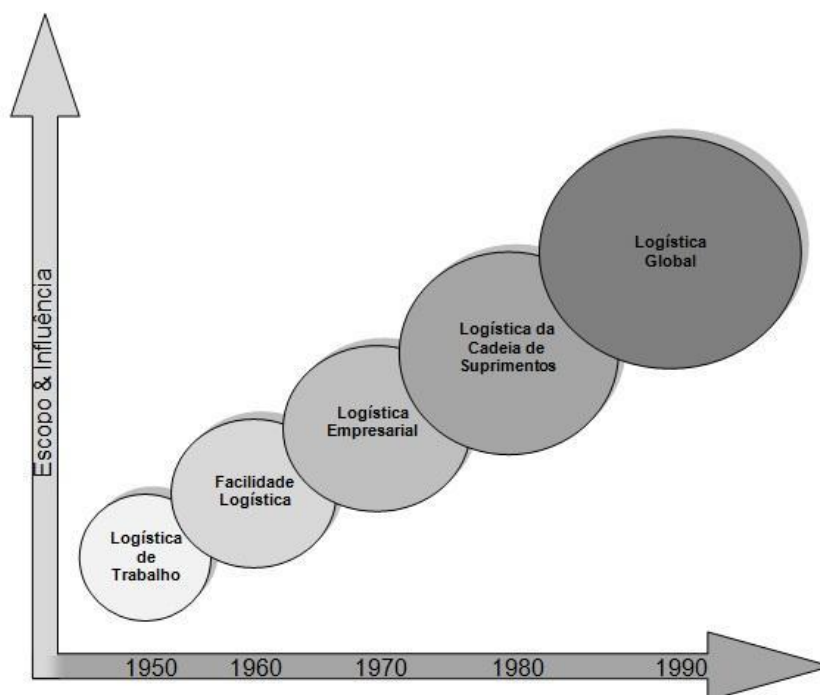 Escopo & Influência
Logística
Global
Logística da
Cadeia de
Suprimentos
Logística
Empresarial
Facilidade
Logística
Logística
de
Trabalho
1950 1960 1970 1980 1990